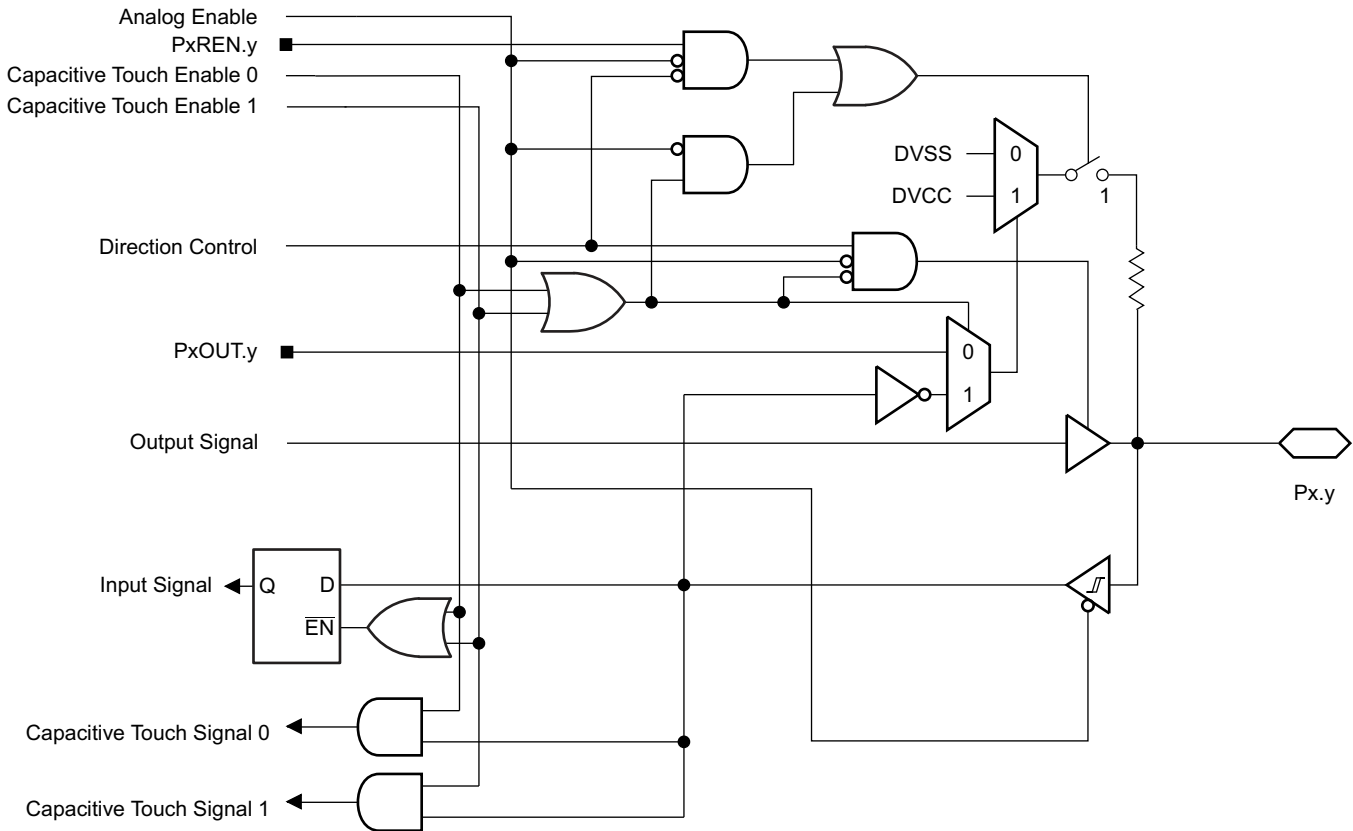 Analog Enable
PxREN.y
Capacitive Touch Enable 0
Capacitive Touch Enable 1
DVSS
0
DVCC
1
1
Direction Control
PxOUT.y
0
1
Output Signal
Px.y
Input Signal
Q
D
EN
Capacitive Touch Signal 0
Capacitive Touch Signal 1